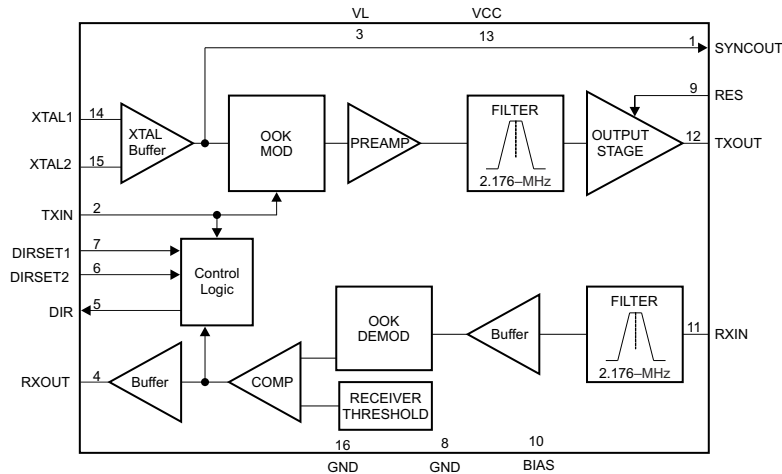 VL
VCC
3
13
1
SYNCOUT
9
RES
XTAL1
14
XTAL
Buffer
OOK
MOD
PREAMP
FILTER
2.176–MHz
OUTPUT
STAGE
12
TXOUT
XTAL2
15
TXIN
2
DIRSET1
7
DIRSET2
6
DIR
5
Control
Logic
OOK
DEMOD
Buffer
FILTER
2.176–MHz
11
RXIN
RXOUT
4
Buffer
COMP
RECEIVER
THRESHOLD
16
8
10
GND
GND
BIAS